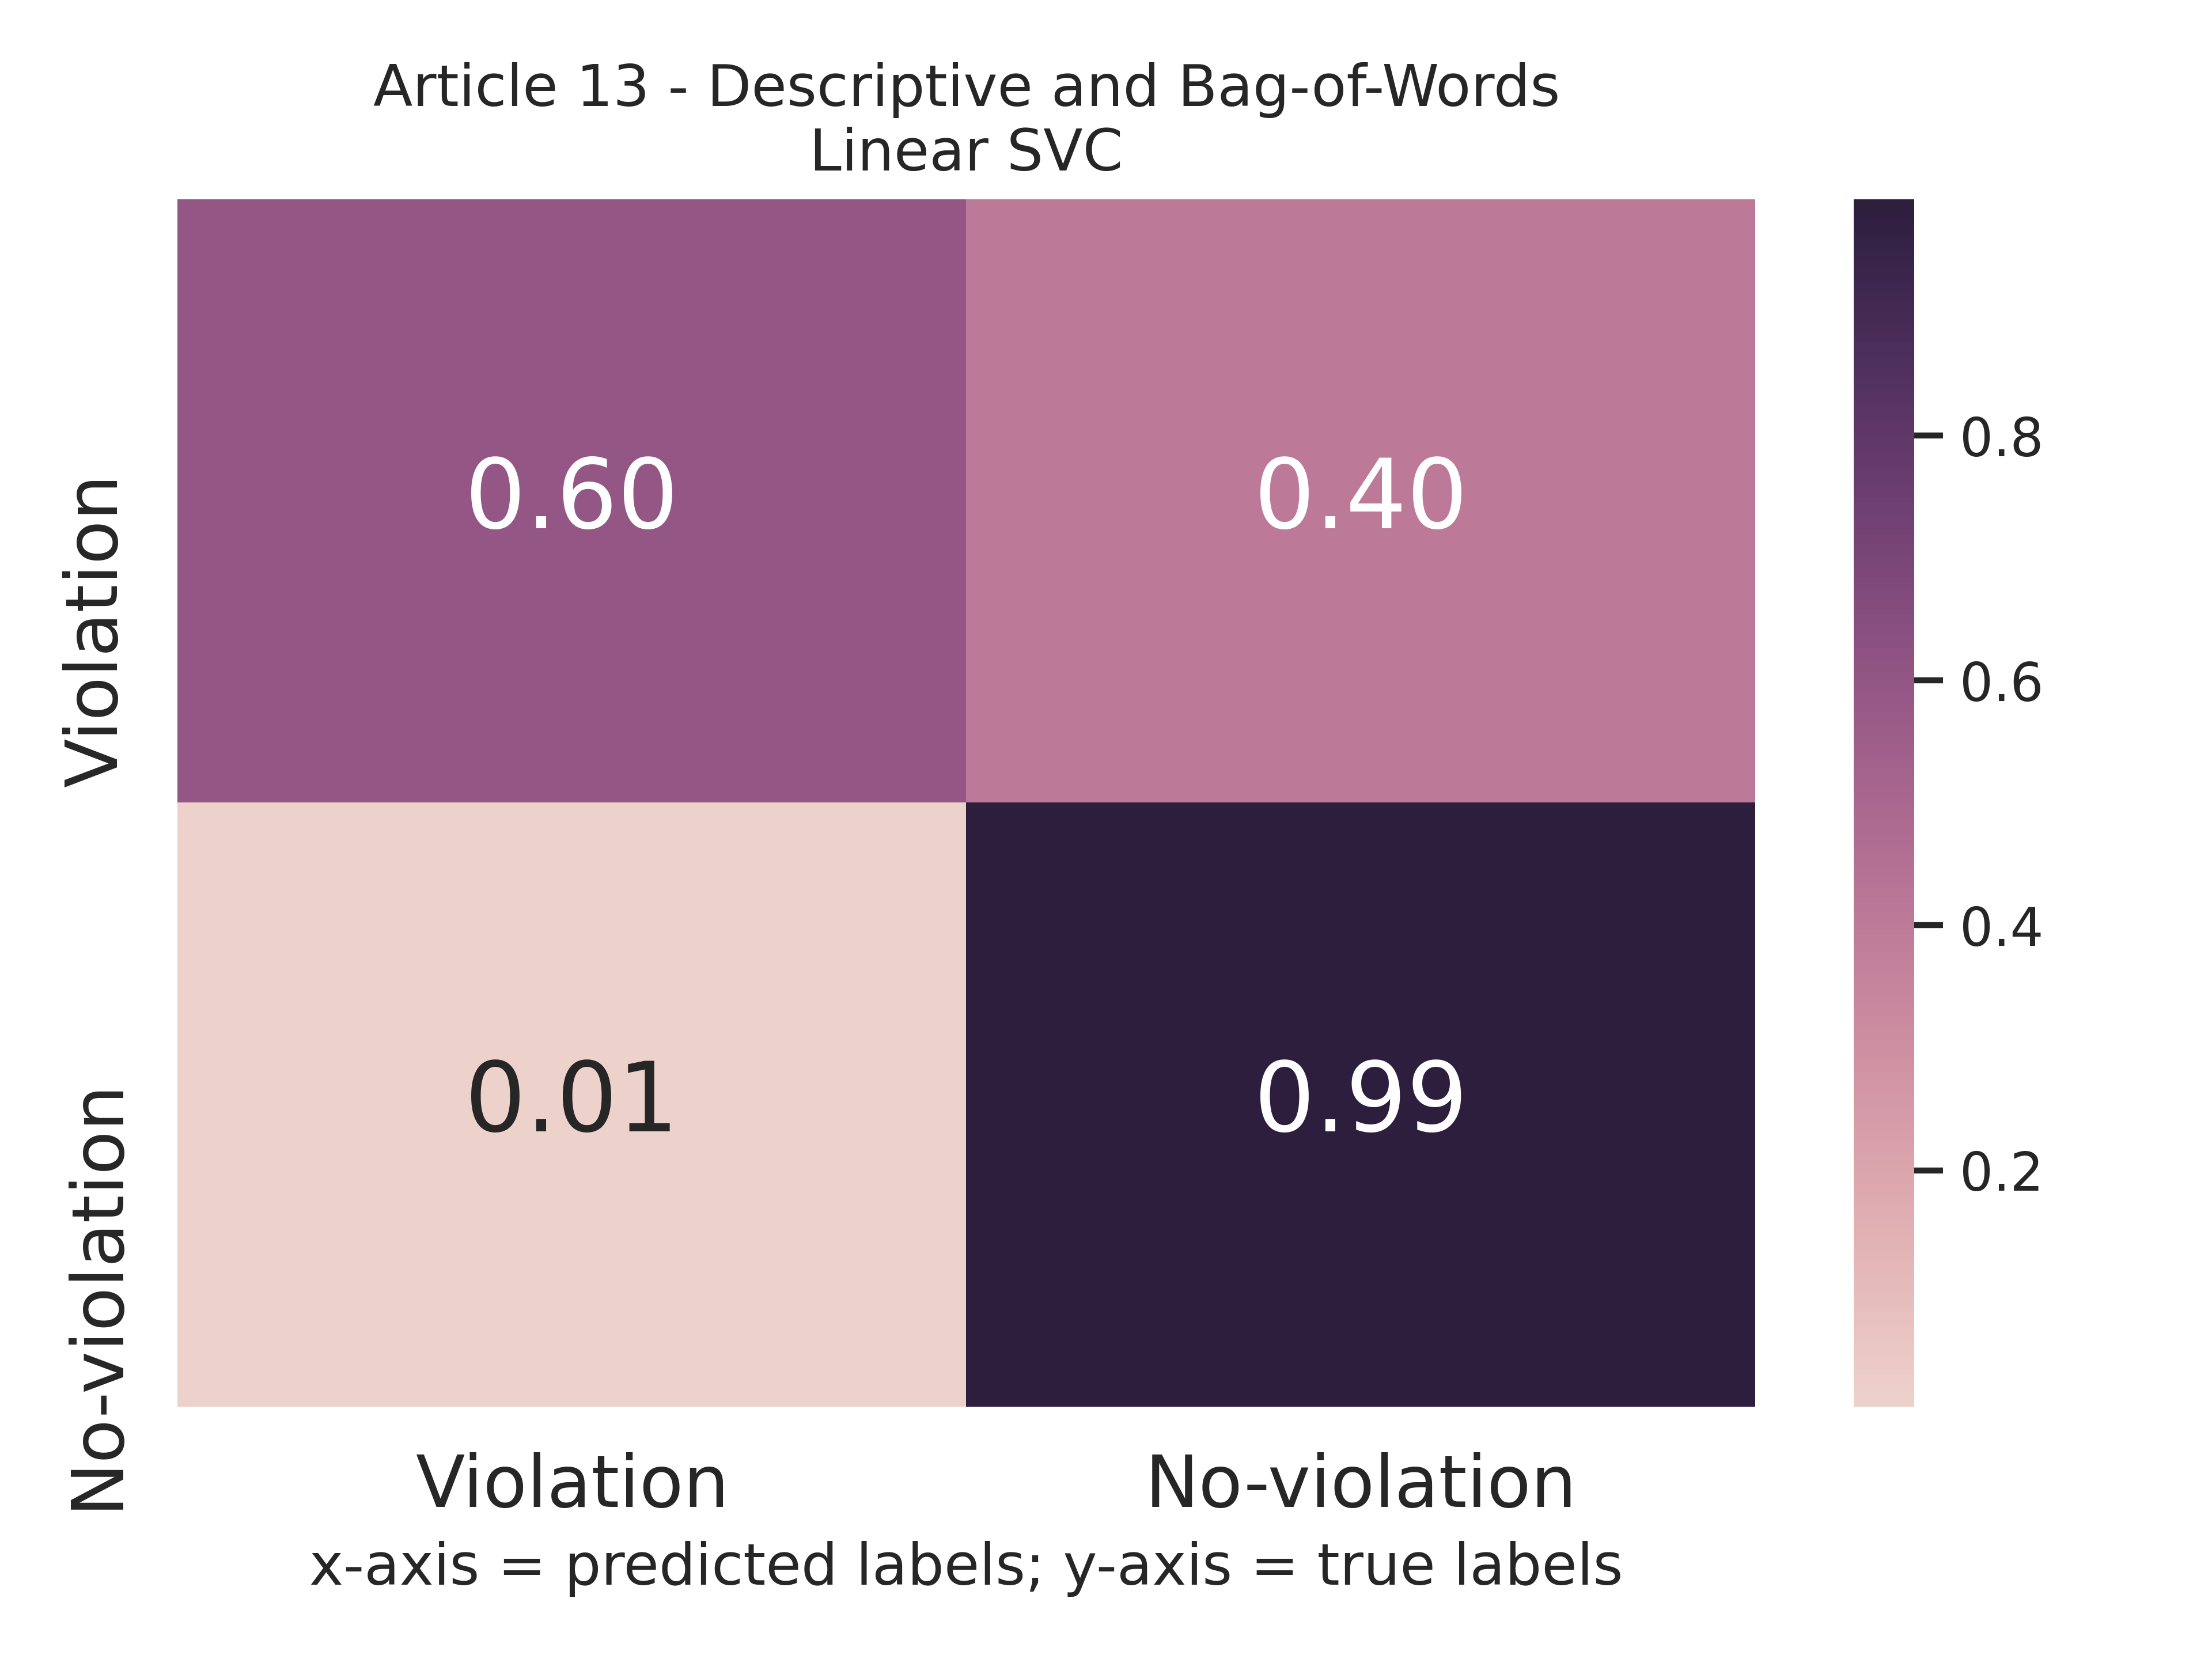 Article 13 - Descriptive and Bag-of-Words
Linear SVC
Violation
0.60
0.40
0.8
0.6
No-violation
0.01
0.99
0.4
0.2
Violation
No-violation
x-axis = predicted labels; y-axis = true labels